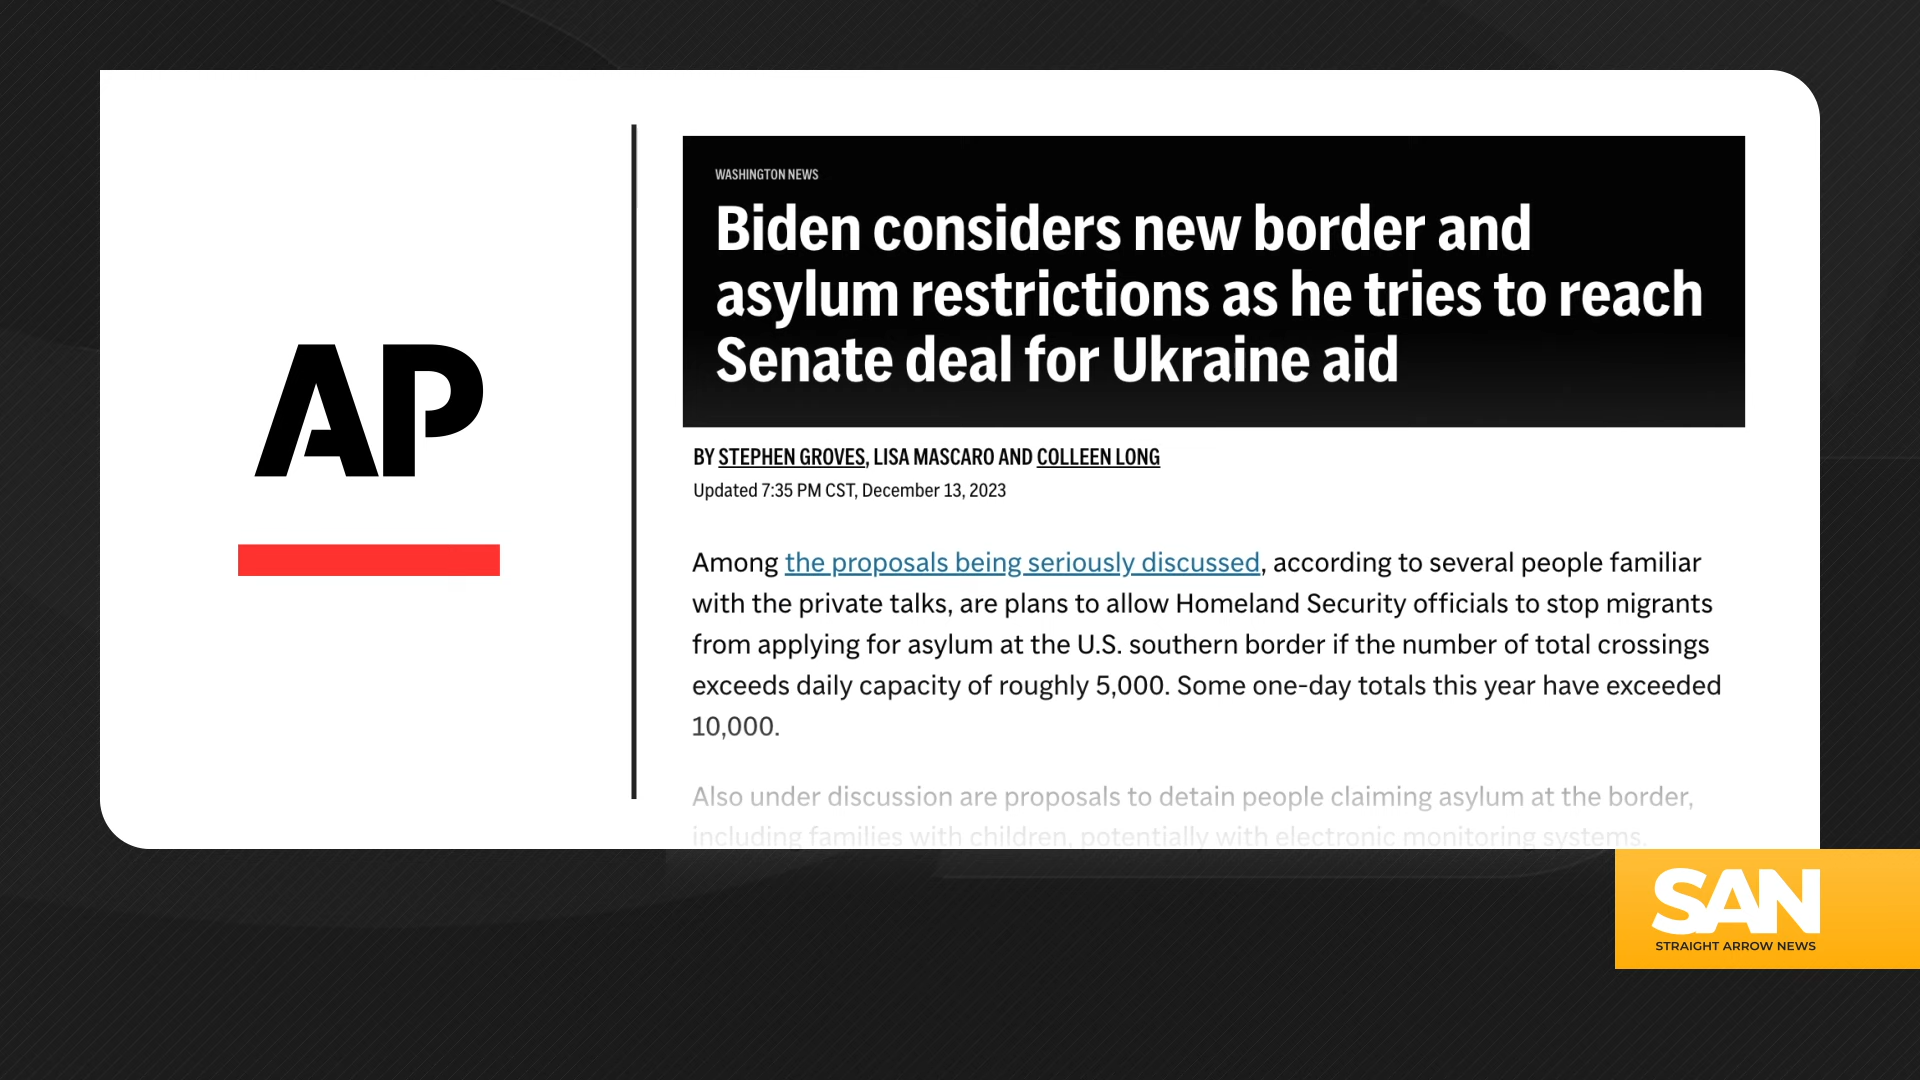 AP
WASHINGTON NEWS
Biden considers new border and
asylum restrictions as he tries to reach
Senate deal for Ukraine aid
BY STEPHEN GROVES, LISA MASCARO AND COLLEEN LONG
Updated 7:35 PM CST, December 13, 2023
Among the proposals being seriously discussed, according to several people familiar
with the private talks, are plans to allow Homeland Security officials to stop migrants
from applying for asylum at the U.S. southern border if the number of total crossings
exceeds daily capacity of roughly 5,000. Some one-day totals this year have exceeded
10,000.
Also under discussion are proposals to detain people claiming asylum at the border,
including families with children, potentially with electronic monitoring systems.
SAN
STRAIGHT ARROW NEWS